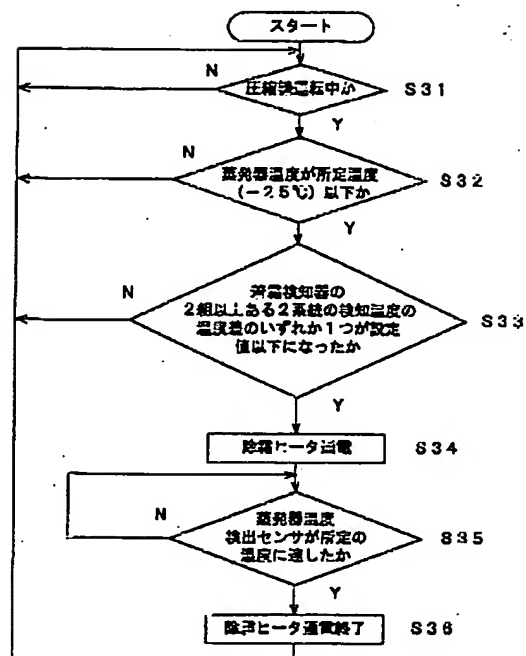 スタート
N
圧縮機運転中か
S31
Y
N
蒸発器温度が所定温度
(−25℃)以下か
S32
Y
N
着霜検知器の
2組以上ある2系統の検知温度の
温度差のいずれか1つが設定
値以下になったか
S33
Y
除霜ヒータ通電
S34
N
蒸発器温度
検出センサが所定の
温度に達したか
S35
Y
除霜ヒータ通電終了
S36